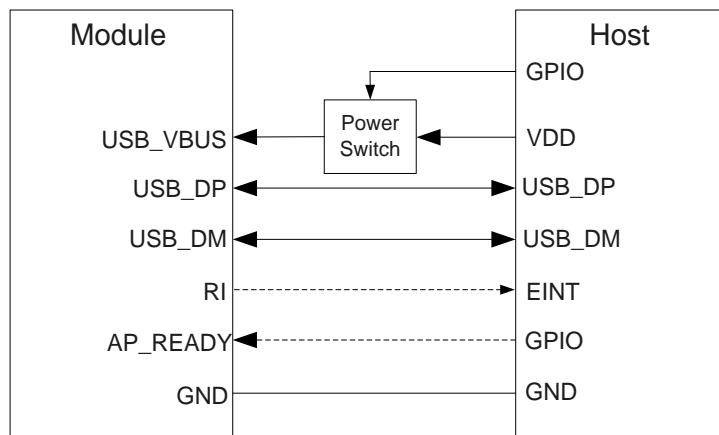 Module
Host
GPIO
Power
Switch
USB_VBUS
VDD
USB_DP
USB_DP
USB_DM
USB_DM
RI
EINT
AP_READY
GPIO
GND
GND